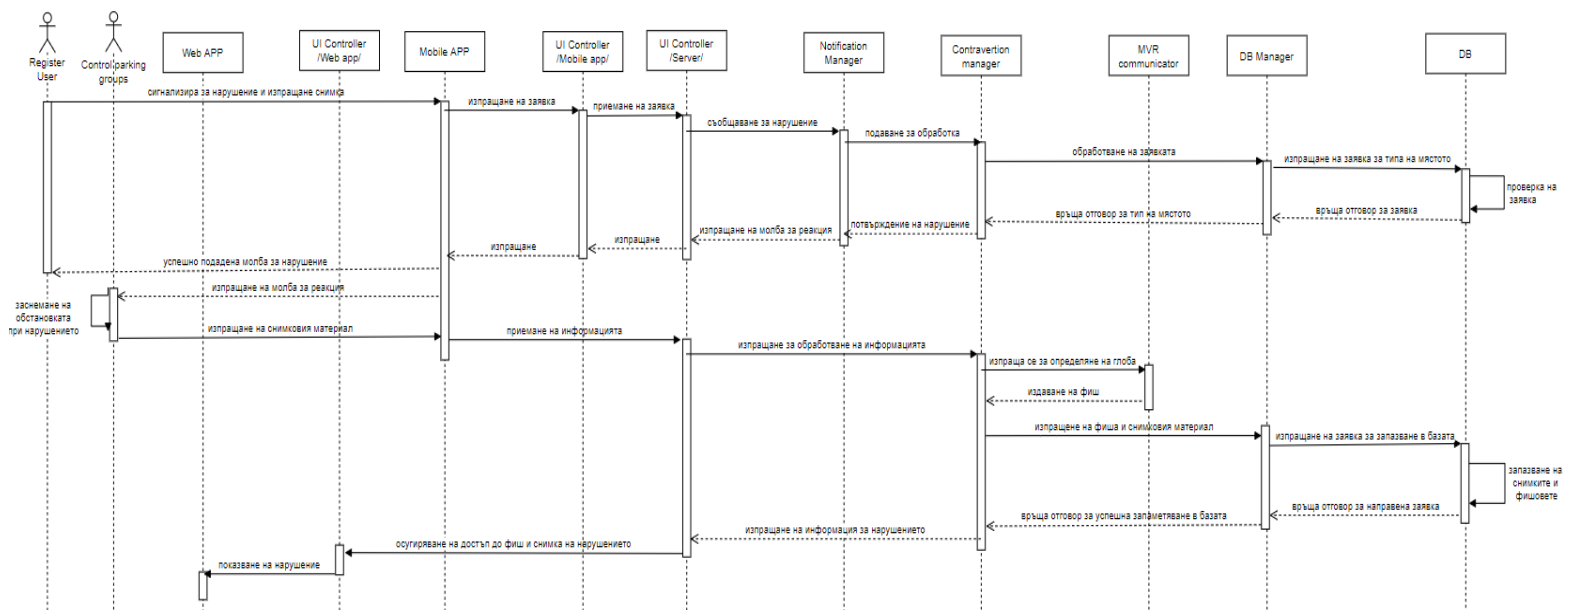 Register
User
Control parking
groups
Web APP
UI Controller
/Web app/
Mobile APP
UI Controller
/Mobile app/
UI Controller
/Server/
Notification
Manager
Contravertion
manager
MVR
communicator
DB Manager
DB
сигнализира за нарушение и изпраща снимка
изпращане на заявка
приемане на заявка
съобщаване за нарушение
подаване за обработка
обработване на заявката
изпращане на заявка за типа на мястото
проверка на
заявка
връща отговор за заявка
връща отговор за тип на мястото
потвърждение на нарушение
изпращане на молба за реакция
изпращане
изпращане
успешно подадена молба за нарушение
изпращане на молба за реакция
заснемане на
обстановката
при нарушението
изпращане на снимковия материал
приемане на информацията
изпращане за обработване на информацията
изпраща се за определяне на глоба
издаване на фиш
изпращене на фиша и снимковия материал
изпращане на заявка за запазване в базата
запазване на
снимките и
фишовете
връща отговор за направена заявка
връща отговор за успешна запаметяване в базата
изпращане на информация за нарушението
осугиряване на достъп до фиш и снимка на нарушението
показване на нарушение